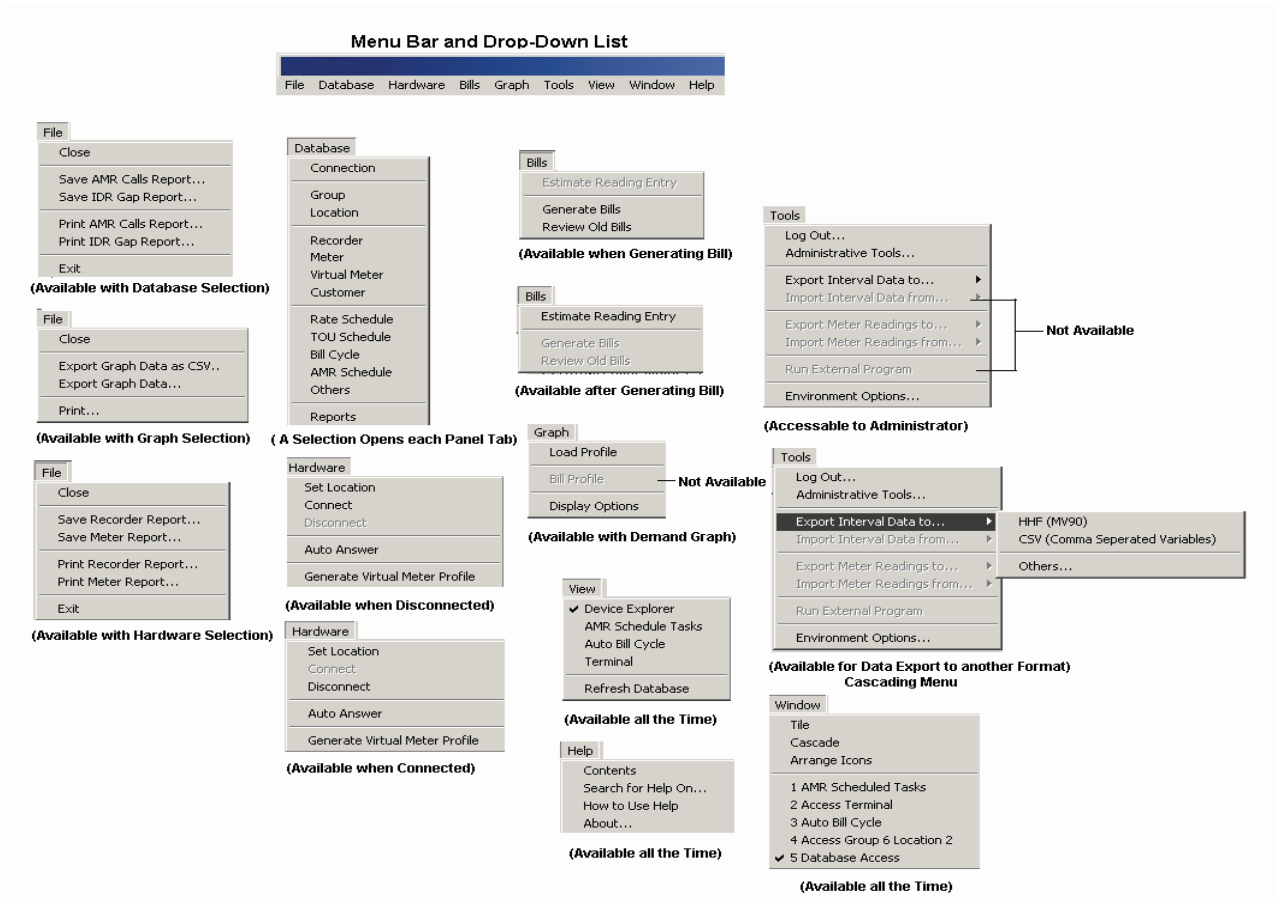 Menu Bar and Drop-Down List
File Database Hardware Bills Graph Tools View Window Help
File
Close
Save AMR Calls Report...
Save IDR Gap Report...
Print AMR Calls Report...
Print IDR Gap Report...
Exit
(Available with Database Selection)
File
Close
Export Graph Data as CSV..
Export Graph Data...
Print...
(Available with Graph Selection)
File
Close
Save Recorder Report...
Save Meter Report...
Print Recorder Report...
Print Meter Report...
Exit
(Available with Hardware Selection)
Database
Connection
Group
Location
Recorder
Meter
Virtual Meter
Customer
Rate Schedule
TOU Schedule
Bill Cycle
AMR Schedule
Others
Reports
( A Selection Opens each Panel Tab)
Hardware
Set Location
Connect
Disconnect
Auto Answer
Generate Virtual Meter Profile
(Available when Disconnected)
Hardware
Set Location
Connect
Disconnect
Auto Answer
Generate Virtual Meter Profile
(Available when Connected)
Bills
Estimate Reading Entry
Generate Bills
Review Old Bills
(Available when Generating Bill)
Bills
Estimate Reading Entry
Generate Bills
Review Old Bills
(Available after Generating Bill)
Graph
Load Profile
Bill Profile
Not Available
Display Options
(Available with Demand Graph)
View
✓ Device Explorer
AMR Schedule Tasks
Auto Bill Cycle
Terminal
Refresh Database
(Available all the Time)
Help
Contents
Search for Help On...
How to Use Help
About...
(Available all the Time)
Tools
Log Out...
Administrative Tools...
Export Interval Data to...
Import Interval Data from...
Export Meter Readings to...
Import Meter Readings from...
Run External Program
Environment Options...
Not Available
(Accessable to Administrator)
Tools
Log Out...
Administrative Tools...
Export Interval Data to...
Import Interval Data from...
Export Meter Readings to...
Import Meter Readings from...
Run External Program
Environment Options...
HHF (MV90)
CSV (Comma Seperated Variables)
Others...
(Available for Data Export to another Format)
Cascading Menu
Window
Tile
Cascade
Arrange Icons
1 AMR Scheduled Tasks
2 Access Terminal
3 Auto Bill Cycle
4 Access Group 6 Location 2
✓ 5 Database Access
(Available all the Time)